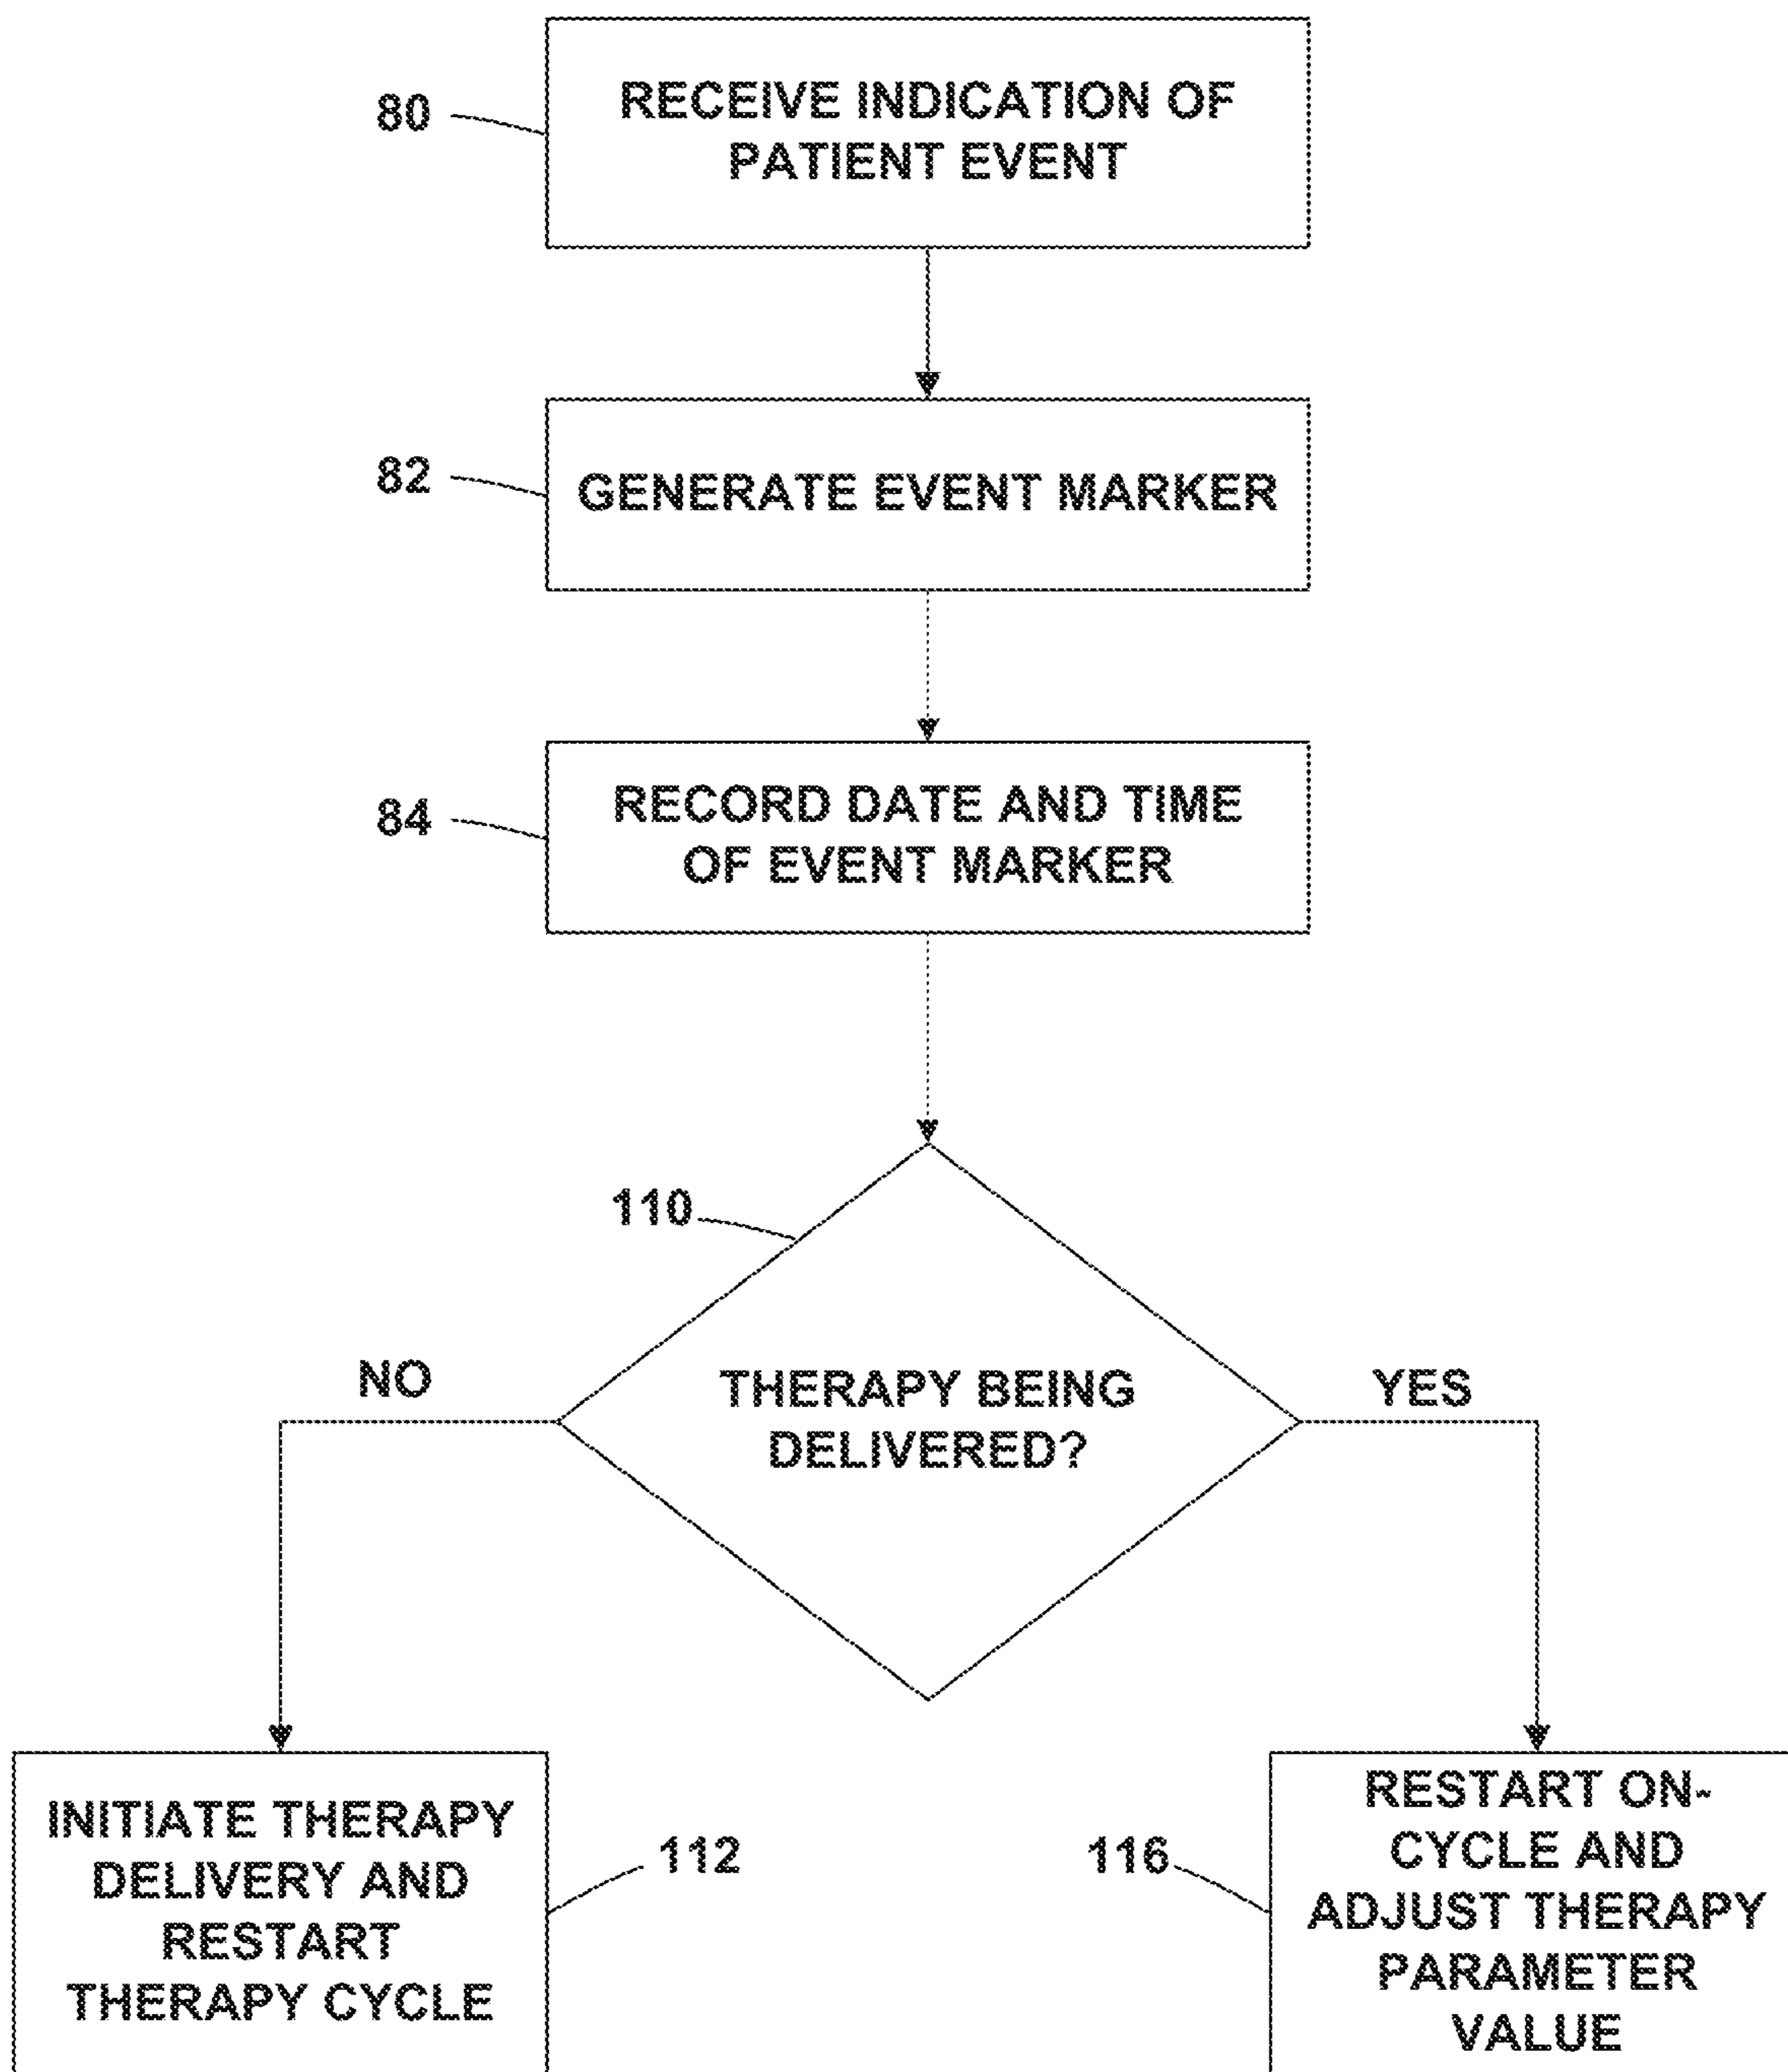 80
RECEIVE INDICATION OF
PATIENT EVENT
82
GENERATE EVENT MARKER
84
RECORD DATE AND TIME
OF EVENT MARKER
110
NO
THERAPY BEING
DELIVERED?
YES
INITIATE THERAPY
DELIVERY AND
RESTART
THERAPY CYCLE
112
116
RESTART ON-
CYCLE AND
ADJUST THERAPY
PARAMETER
VALUE